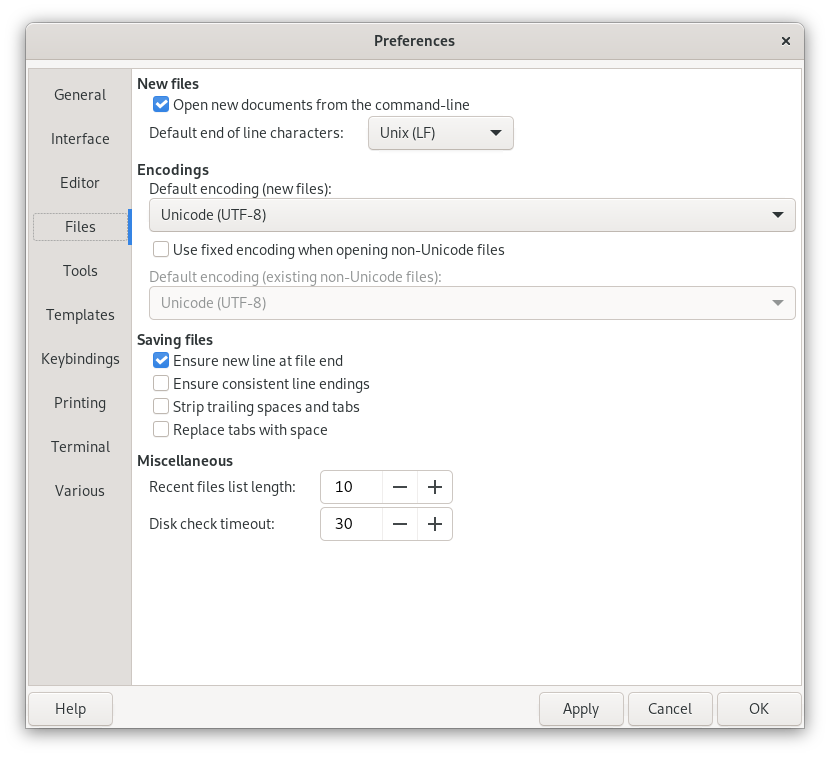 Preferences
General
Interface
Editor
Files
Tools
Templates
Keybindings
Printing
Terminal
Various
New files
Open new documents from the command-line
Default end of line characters: Unix (LF)
Encodings
Default encoding (new files):
Unicode (UTF-8)
Use fixed encoding when opening non-Unicode files
Default encoding (existing non-Unicode files):
Unicode (UTF-8)
Saving files
Ensure new line at file end
Ensure consistent line endings
Strip trailing spaces and tabs
Replace tabs with space
Miscellaneous
Recent files list length: 10
Disk check timeout: 30
Help Apply Cancel OK